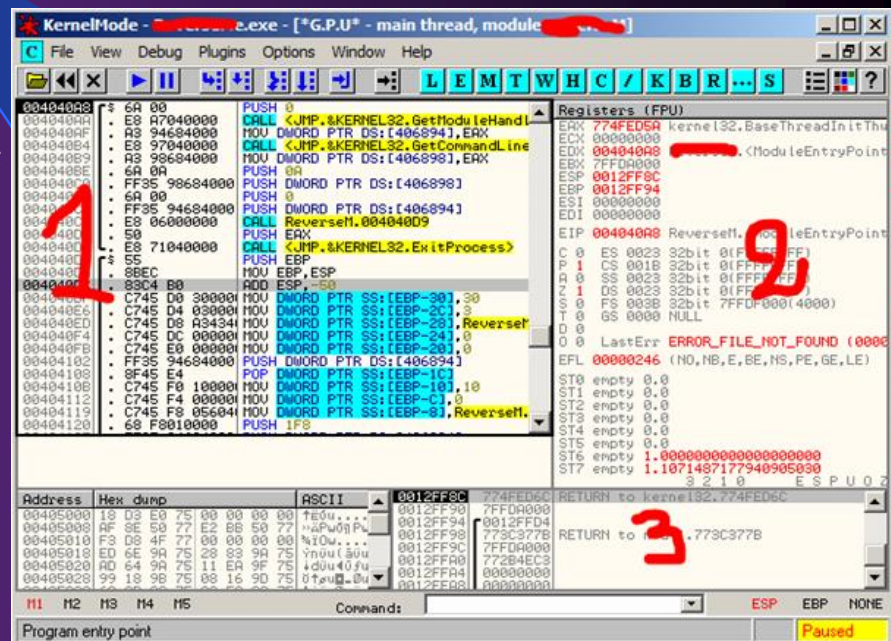 KernelMode - .exe - [*G.P.U* - main thread, module
C File View Debug Plugins Options Window Help
L E M T W H C / K B R ... S
004040A8 $ 6A 00 PUSH 0
004040AA . E8 A7040000 CALL <JMP.&KERNEL32.GetModuleHandl
004040AF . A3 94684000 MOV DWORD PTR DS:[406894],EAX
004040B4 . E8 97040000 CALL <JMP.&KERNEL32.GetCommandLine
004040B9 . A3 98684000 MOV DWORD PTR DS:[406898],EAX
004040BE . 6A 0A PUSH 0A
. FF35 98684000 PUSH DWORD PTR DS:[406898]
. 6A 00 PUSH 0
. FF35 94684000 PUSH DWORD PTR DS:[406894]
. E8 06000000 CALL ReverseM.004040D9
. 50 PUSH EAX
. E8 71040000 CALL <JMP.&KERNEL32.ExitProcess>
$ 55 PUSH EBP
. 8BEC MOV EBP,ESP
. 83C4 B0 ADD ESP,-50
. C745 D0 300000 MOV DWORD PTR SS:[EBP-30],30
004040E6 . C745 D4 030000 MOV DWORD PTR SS:[EBP-2C],3
004040ED . C745 D8 A34340 MOV DWORD PTR SS:[EBP-28],ReverseM
004040F4 . C745 DC 000000 MOV DWORD PTR SS:[EBP-24],0
004040FB . C745 E0 000000 MOV DWORD PTR SS:[EBP-20],0
00404102 . FF35 94684000 PUSH DWORD PTR DS:[406894]
00404108 . 8F45 E4 POP DWORD PTR SS:[EBP-1C]
0040410B . C745 F0 100000 MOV DWORD PTR SS:[EBP-10],10
00404112 . C745 F4 000000 MOV DWORD PTR SS:[EBP-C],0
00404119 . C745 F8 056040 MOV DWORD PTR SS:[EBP-8],ReverseM.
00404120 . 68 F8010000 PUSH 1F8
1
Registers (FPU)
EAX 774FED5A kernel32.BaseThreadInitThu
ECX 00000000
EDX 004040A8 .<ModuleEntryPoint
EBX 7FFDA000
ESP 0012FF8C
EBP 0012FF94
ESI 00000000
EDI 00000000
EIP 004040A8 ReverseM.
C 0 ES 0023 32bit
P 1 CS 001B 32bit
A 0 SS 0023 32bit
Z 1 DS 0023 32bit
S 0 FS 003B 32bit 7FFDF000(4000)
T 0 GS 0000 NULL
D 0
O 0 LastErr ERROR_FILE_NOT_FOUND (0000
EFL 00000246 (NO,NB,E,BE,NS,PE,GE,LE)
ST0 empty 0.0
ST1 empty 0.0
ST2 empty 0.0
ST3 empty 0.0
ST4 empty 0.0
ST5 empty 0.0
ST6 empty 1.0000000000000000000
ST7 empty 1.1071487177940905030
3 2 1 0 E S P U O Z
2
Address Hex dump ASCII
00405000 18 D3 E0 75 00 00 00 00
00405008 AF 8E 50 77 E2 BB 50 77
00405010 F3 D8 4F 77 00 00 00 00
00405018 ED 6E 9A 75 28 83 9A 75
00405020 AD 64 9A 75 11 EA 9F 75
00405028 99 18 9B 75 08 16 9D 75
0012FF8C 774FED6C RETURN to kernel32.774FED6C
0012FF90 7FFDA000
0012FF94 0012FFD4
0012FF98 773C377B RETURN to .773C377B
0012FF9C 7FFDA000
0012FFA0 772B4EC3
0012FFA4 00000000
0012FFA8 00000000
3
M1 M2 M3 M4 M5 Command: ESP EBP NONE
Program entry point Paused